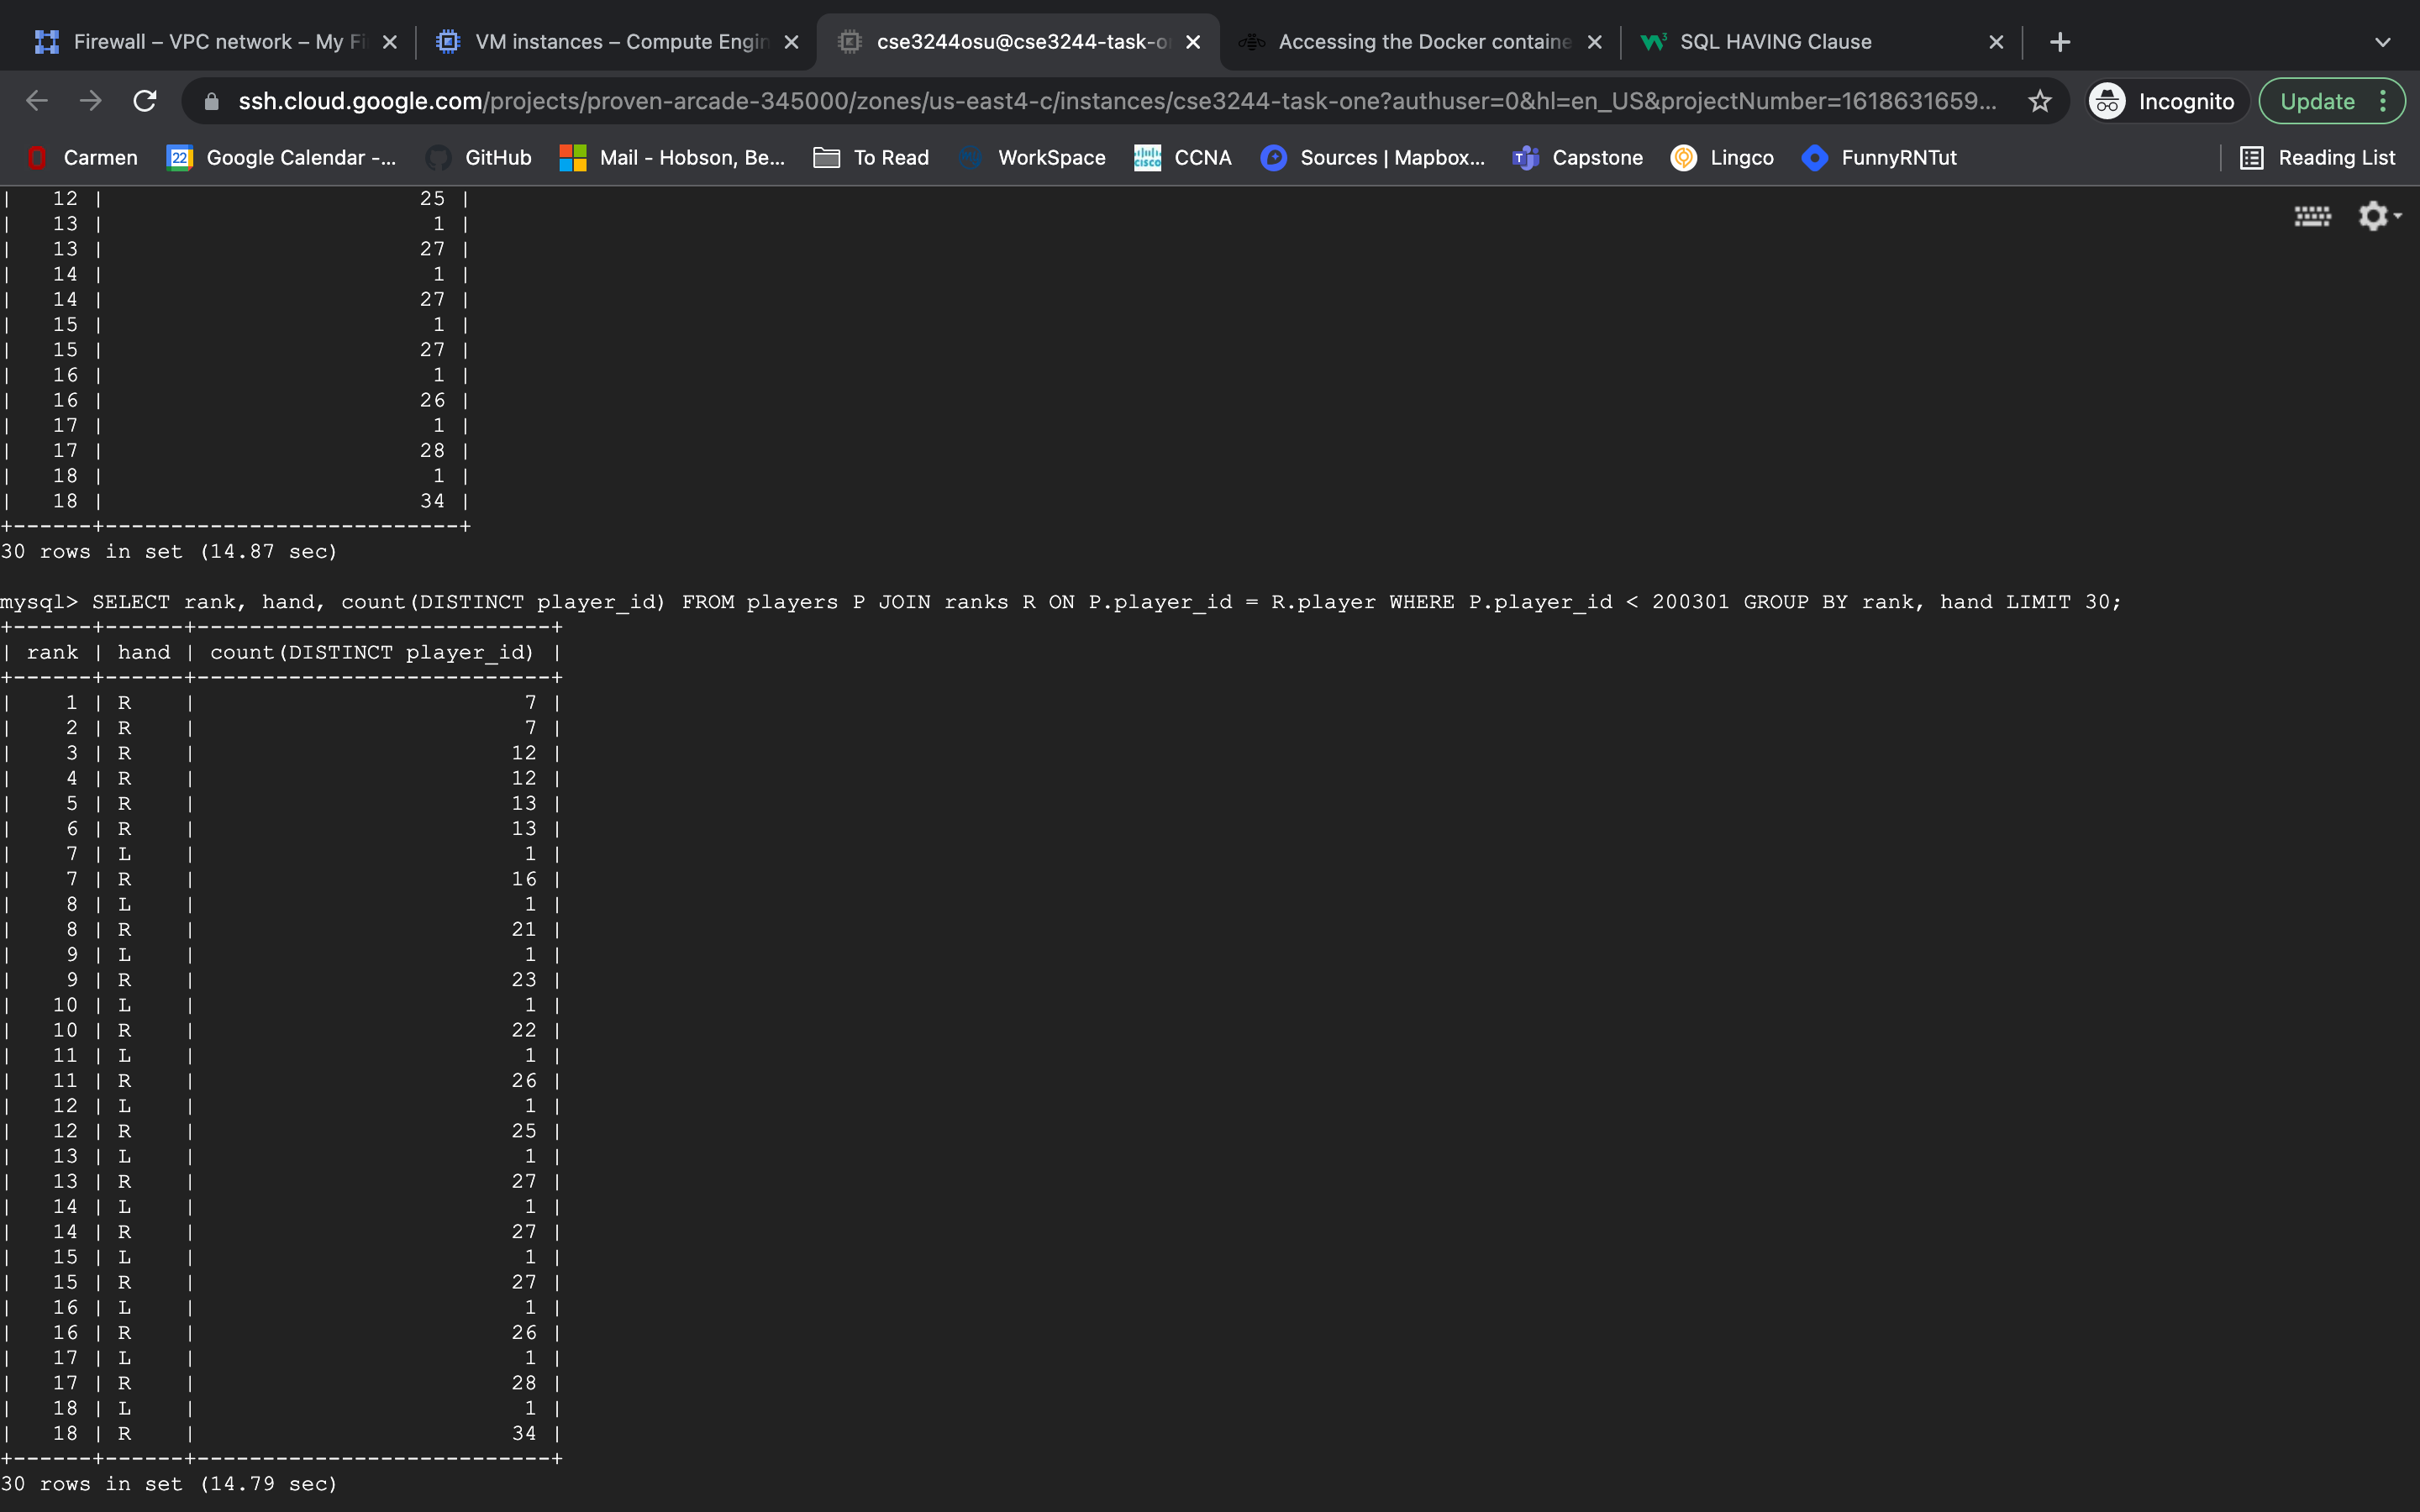 Firewall – VPC network – My Fi
VM instances – Compute Engin
cse3244osu@cse3244-task-o
Accessing the Docker containe
SQL HAVING Clause
ssh.cloud.google.com/projects/proven-arcade-345000/zones/us-east4-c/instances/cse3244-task-one?authuser=0&hl=en_US&projectNumber=1618631659...
Incognito
Update
Carmen
22
Google Calendar -...
GitHub
Mail - Hobson, Be...
To Read
WorkSpace
CISCO
CCNA
Sources | Mapbox...
Capstone
Lingco
FunnyRNTut
Reading List
| 12 | 25 |
| 13 | 1 |
| 13 | 27 |
| 14 | 1 |
| 14 | 27 |
| 15 | 1 |
| 15 | 27 |
| 16 | 1 |
| 16 | 26 |
| 17 | 1 |
| 17 | 28 |
| 18 | 1 |
| 18 | 34 |
+------+---------------------------+
30 rows in set (14.87 sec)
mysql> SELECT rank, hand, count(DISTINCT player_id) FROM players P JOIN ranks R ON P.player_id = R.player WHERE P.player_id < 200301 GROUP BY rank, hand LIMIT 30;
+------+------+---------------------------+
| rank | hand | count(DISTINCT player_id) |
+------+------+---------------------------+
| 1 | R | 7 |
| 2 | R | 7 |
| 3 | R | 12 |
| 4 | R | 12 |
| 5 | R | 13 |
| 6 | R | 13 |
| 7 | L | 1 |
| 7 | R | 16 |
| 8 | L | 1 |
| 8 | R | 21 |
| 9 | L | 1 |
| 9 | R | 23 |
| 10 | L | 1 |
| 10 | R | 22 |
| 11 | L | 1 |
| 11 | R | 26 |
| 12 | L | 1 |
| 12 | R | 25 |
| 13 | L | 1 |
| 13 | R | 27 |
| 14 | L | 1 |
| 14 | R | 27 |
| 15 | L | 1 |
| 15 | R | 27 |
| 16 | L | 1 |
| 16 | R | 26 |
| 17 | L | 1 |
| 17 | R | 28 |
| 18 | L | 1 |
| 18 | R | 34 |
+------+------+---------------------------+
30 rows in set (14.79 sec)